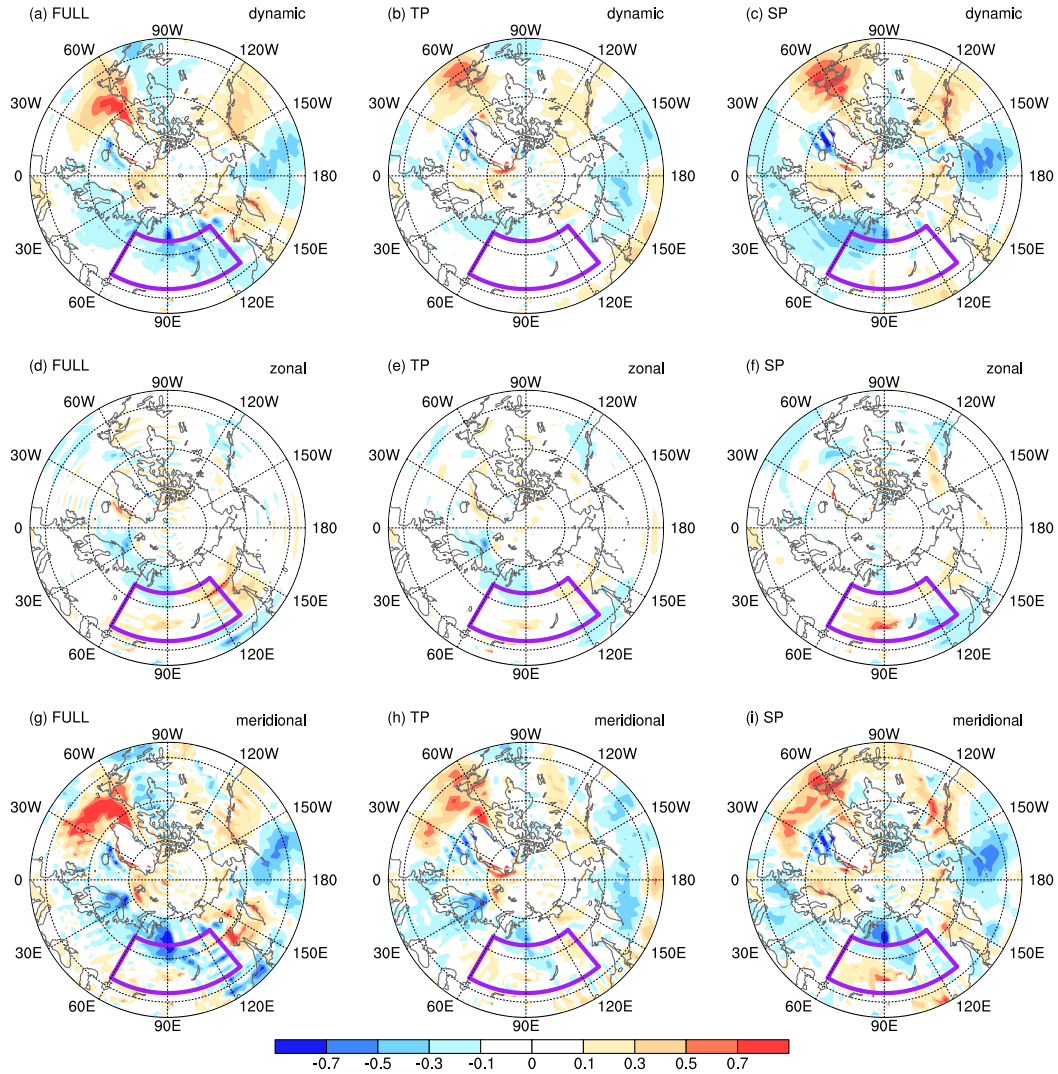 (a) FULL dynamic (b) TP dynamic (c) SP dynamic
90W 90W 90W
60W 120W 60W 120W 60W 120W
30W 150W 30W 150W 30W 150W
0 180 0 180 0 180
30E 150E 30E 150E 30E 150E
60E 120E 60E 120E 60E 120E
90E 90E 90E
(d) FULL zonal (e) TP zonal (f) SP zonal
90W 90W 90W
60W 120W 60W 120W 60W 120W
30W 150W 30W 150W 30W 150W
0 180 0 180 0 180
30E 150E 30E 150E 30E 150E
60E 120E 60E 120E 60E 120E
90E 90E 90E
(g) FULL meridional (h) TP meridional (i) SP meridional
90W 90W 90W
60W 120W 60W 120W 60W 120W
30W 150W 30W 150W 30W 150W
0 180 0 180 0 180
30E 150E 30E 150E 30E 150E
60E 120E 60E 120E 60E 120E
90E 90E 90E
-0.7 -0.5 -0.3 -0.1 0 0.1 0.3 0.5 0.7